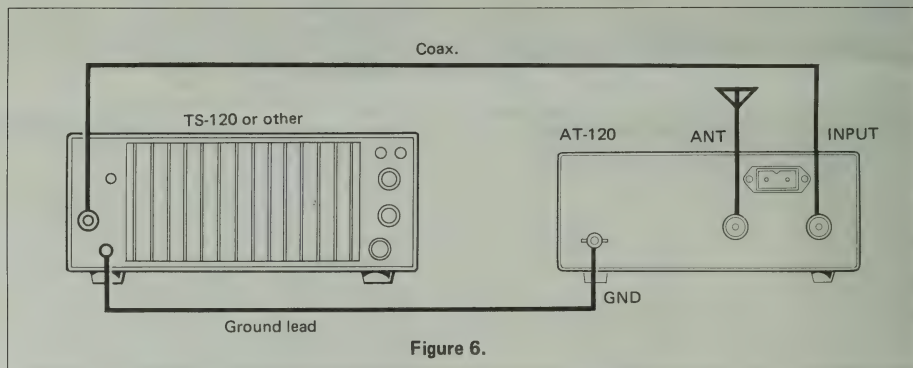 Coax.
TS-120 or other
AT-120
ANT
INPUT
GND
Ground lead
Figure 6.